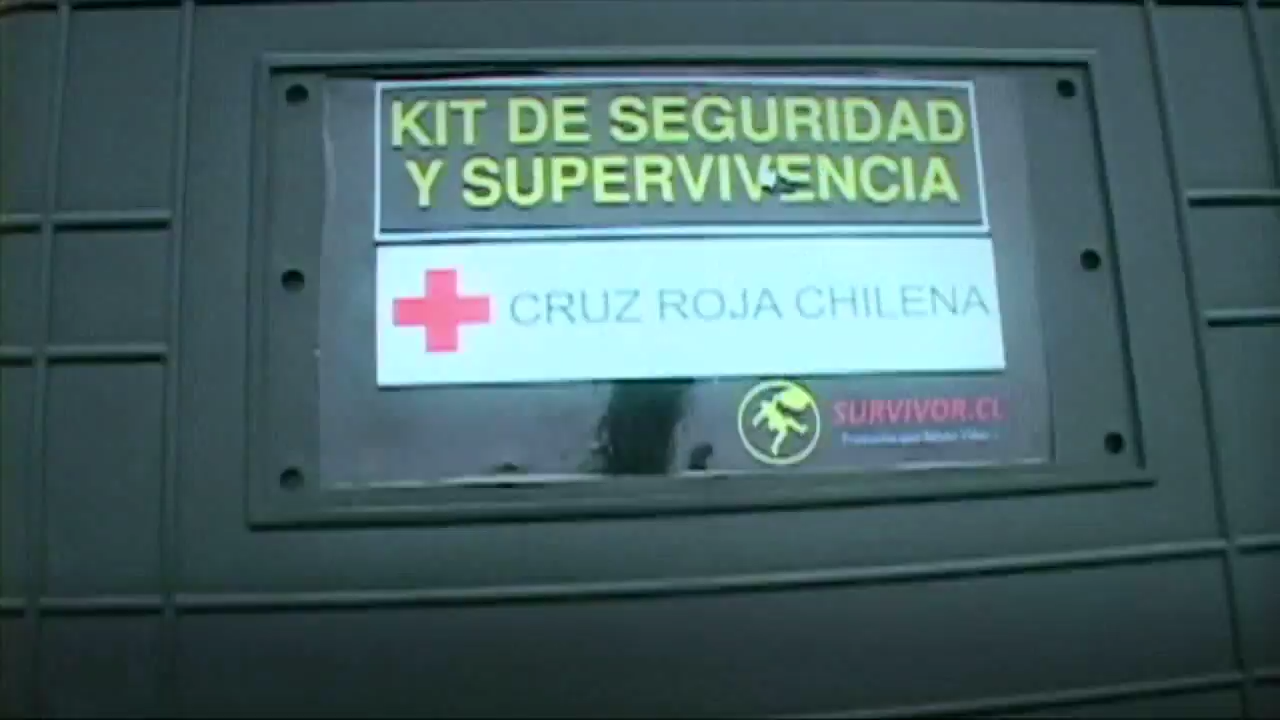 KIT DE SEGURIDAD
Y SUPERVIVENCIA
CRUZ ROJA CHILENA
SURVIVOR.CL